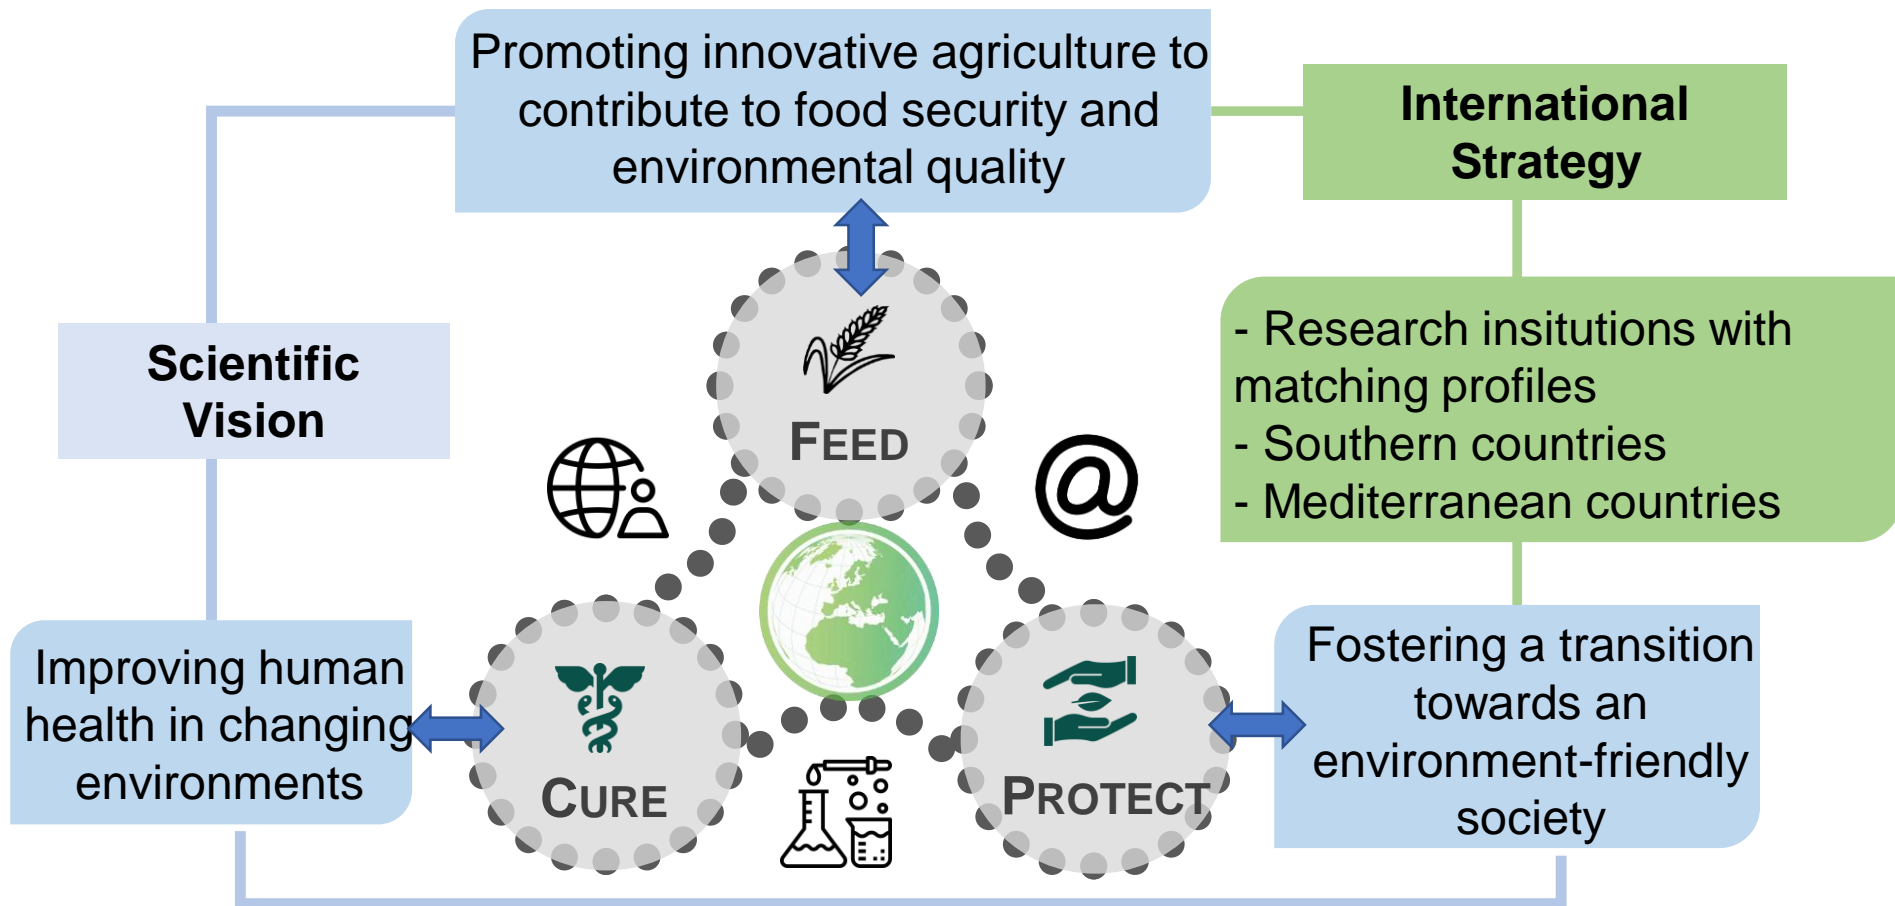 Promoting innovative agriculture to
contribute to food security and
environmental quality
International
Strategy
Scientific
Vision
- Research insitutions with
matching profiles
- Southern countries
- Mediterranean countries
FEED
@
Improving human
health in changing
environments
CURE
PROTECT
Fostering a transition
towards an
environment-friendly
society